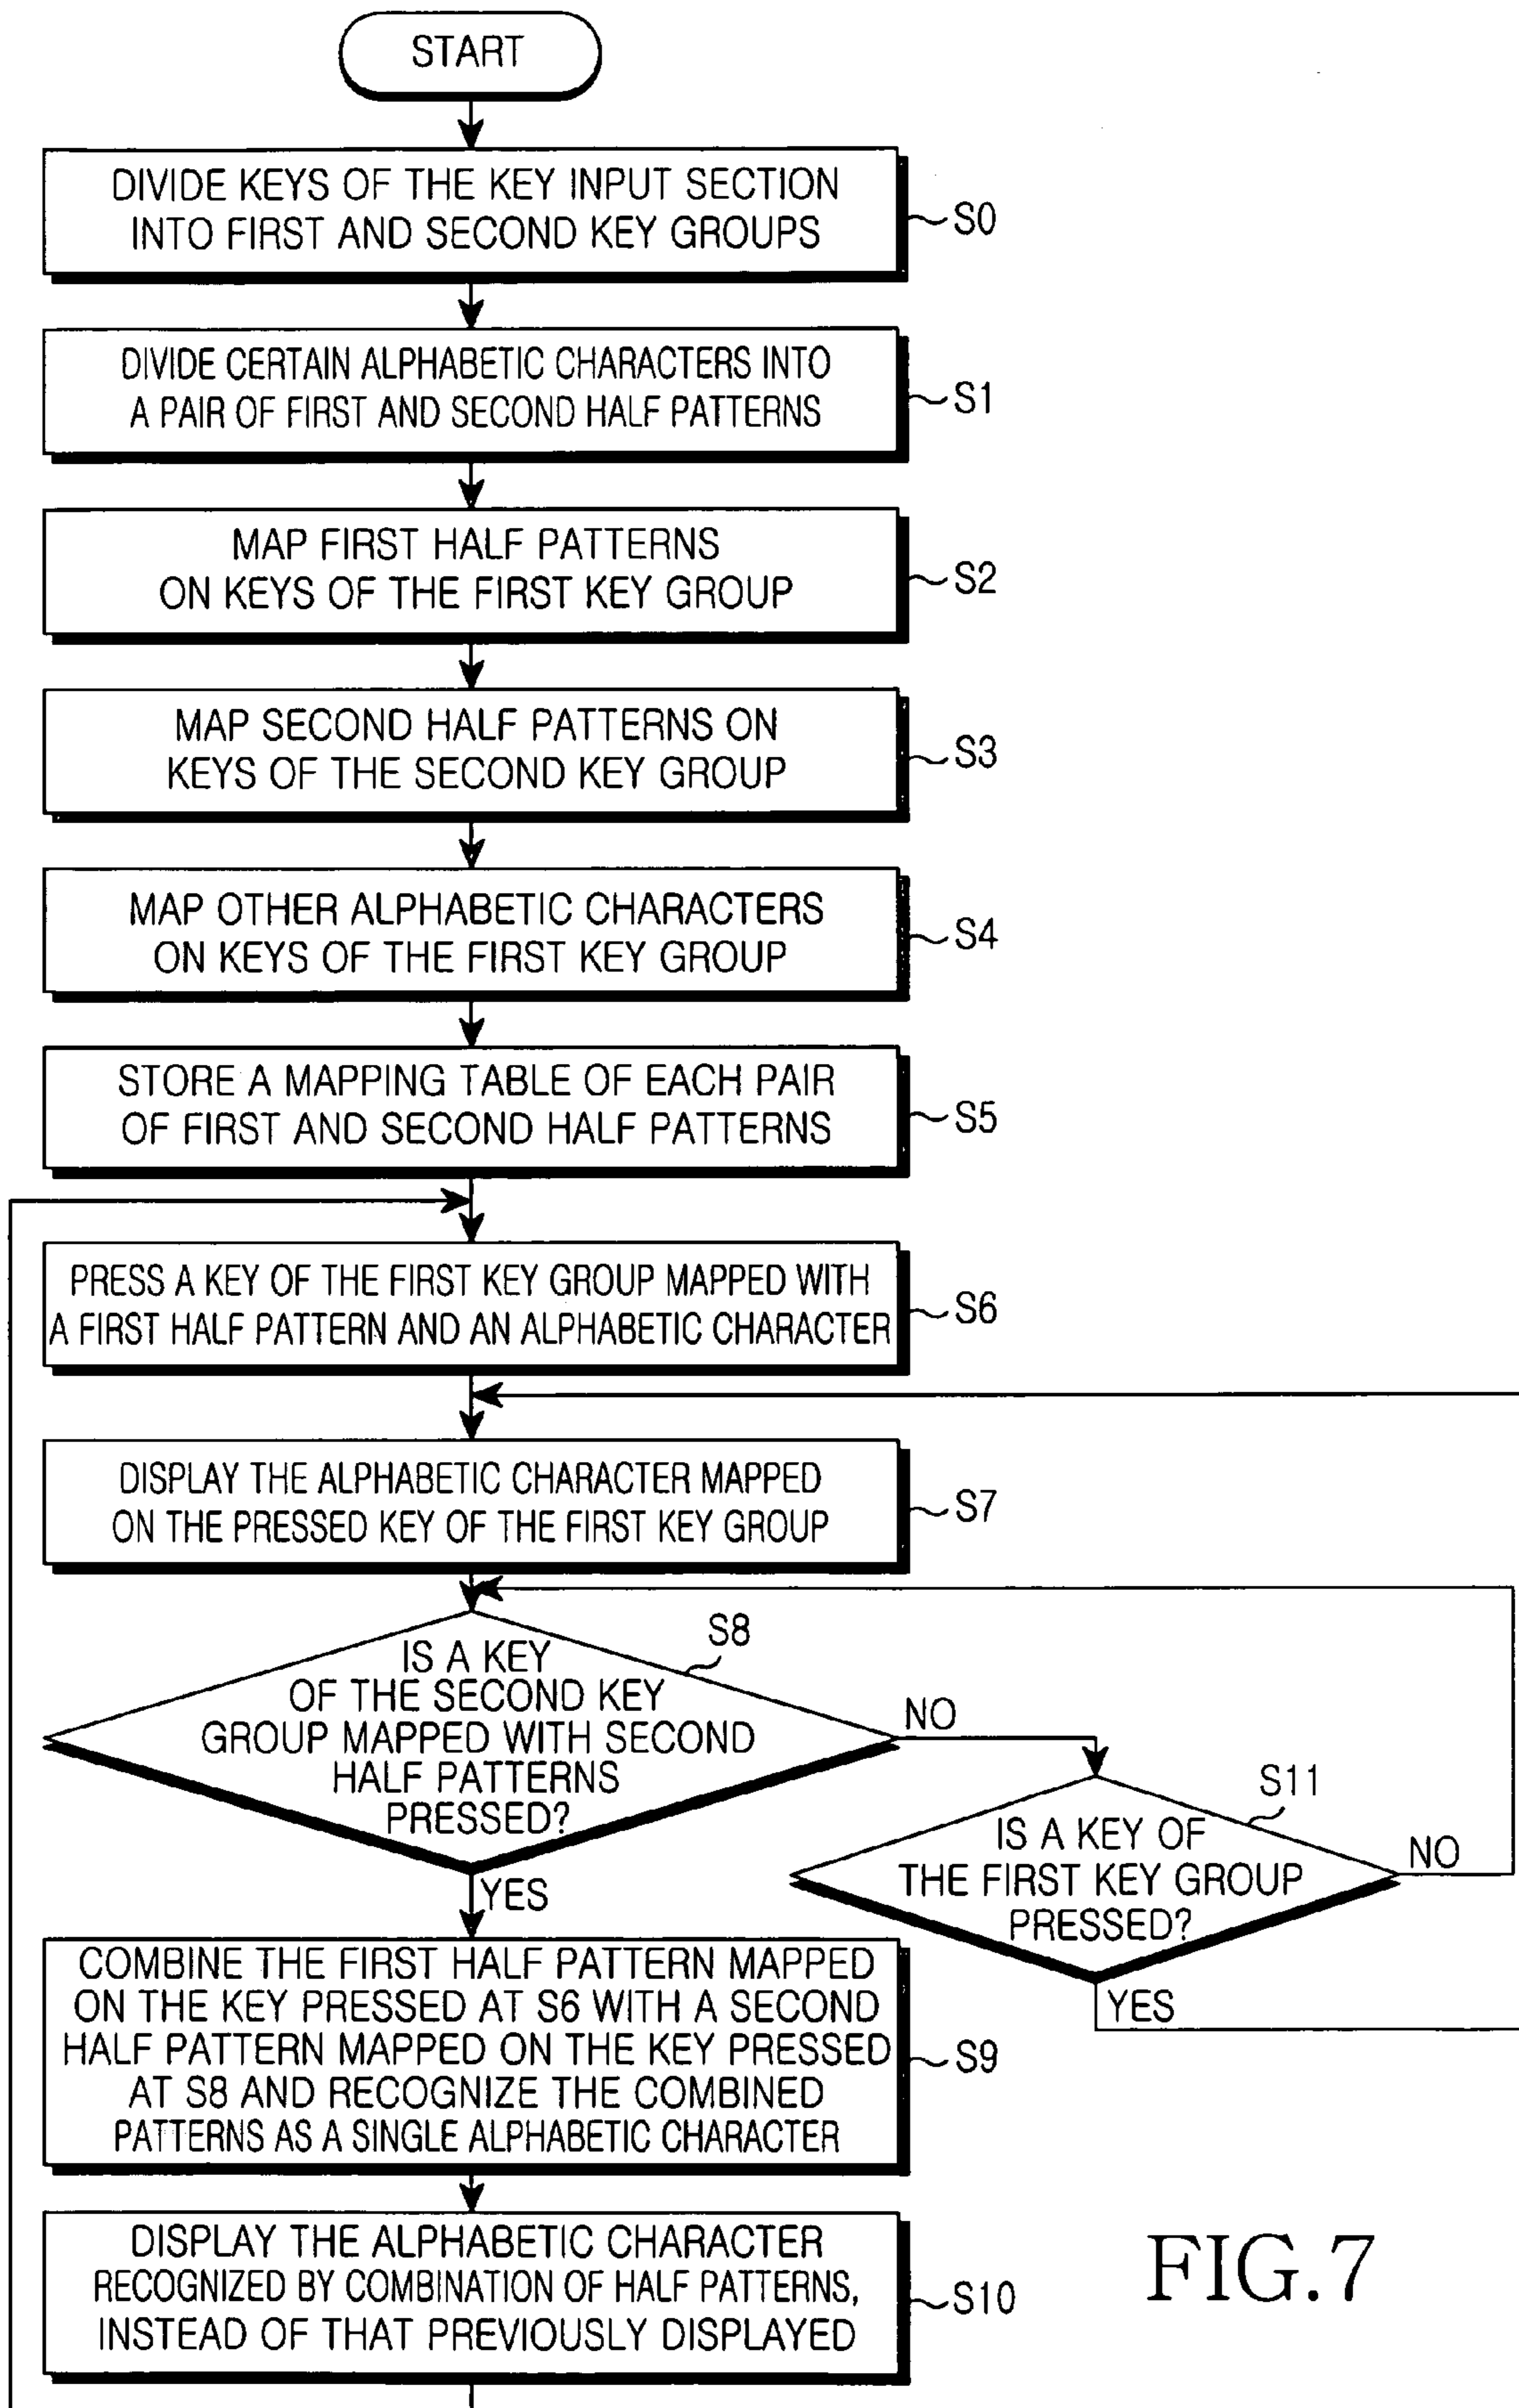 START
DIVIDE KEYS OF THE KEY INPUT SECTION
INTO FIRST AND SECOND KEY GROUPS
S0
DIVIDE CERTAIN ALPHABETIC CHARACTERS INTO
A PAIR OF FIRST AND SECOND HALF PATTERNS
S1
MAP FIRST HALF PATTERNS
ON KEYS OF THE FIRST KEY GROUP
S2
MAP SECOND HALF PATTERNS ON
KEYS OF THE SECOND KEY GROUP
S3
MAP OTHER ALPHABETIC CHARACTERS
ON KEYS OF THE FIRST KEY GROUP
S4
STORE A MAPPING TABLE OF EACH PAIR
OF FIRST AND SECOND HALF PATTERNS
S5
PRESS A KEY OF THE FIRST KEY GROUP MAPPED WITH
A FIRST HALF PATTERN AND AN ALPHABETIC CHARACTER
S6
DISPLAY THE ALPHABETIC CHARACTER MAPPED
ON THE PRESSED KEY OF THE FIRST KEY GROUP
S7
S8
IS A KEY
OF THE SECOND KEY
GROUP MAPPED WITH SECOND
HALF PATTERNS
PRESSED?
NO
YES
S11
IS A KEY OF
THE FIRST KEY GROUP
PRESSED?
NO
YES
COMBINE THE FIRST HALF PATTERN MAPPED
ON THE KEY PRESSED AT S6 WITH A SECOND
HALF PATTERN MAPPED ON THE KEY PRESSED
AT S8 AND RECOGNIZE THE COMBINED
PATTERNS AS A SINGLE ALPHABETIC CHARACTER
S9
DISPLAY THE ALPHABETIC CHARACTER
RECOGNIZED BY COMBINATION OF HALF PATTERNS,
INSTEAD OF THAT PREVIOUSLY DISPLAYED
S10
FIG.7